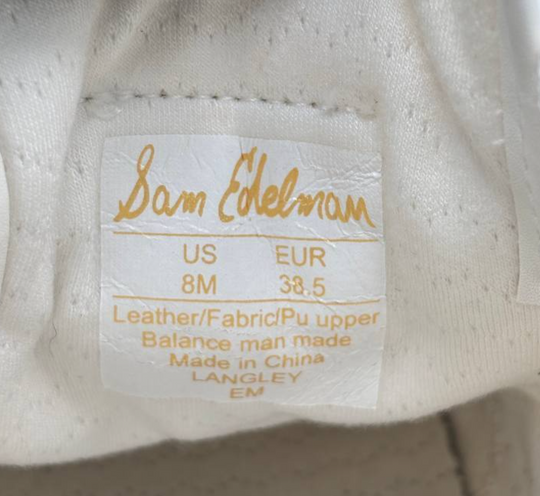 Sam Edelman
US EUR
8M 38.5
Leather/Fabric/Pu upper
Balance man made
Made in China
LANGLEY
EM